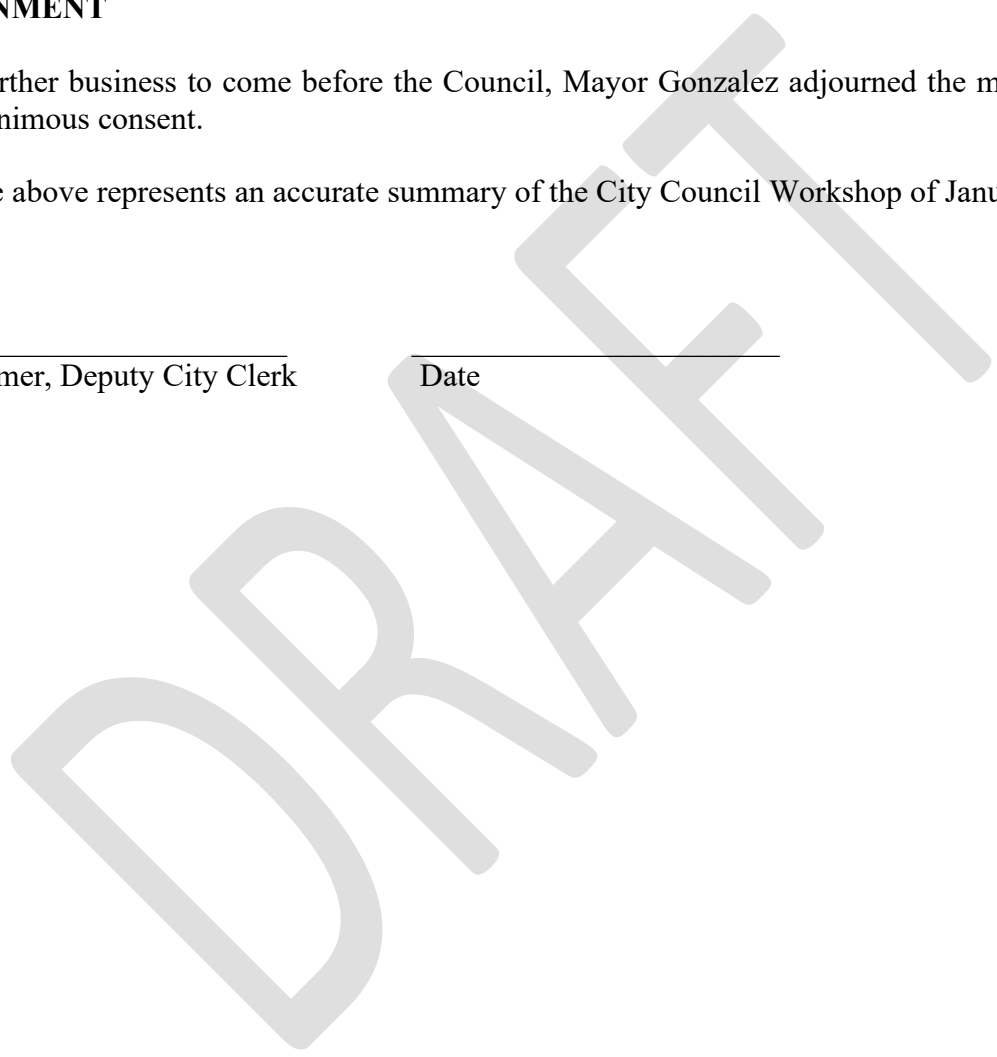 NMENT
rther business to come before the Council, Mayor Gonzalez adjourned the m
nimous consent.
e above represents an accurate summary of the City Council Workshop of Janu
mer, Deputy City Clerk Date
DRAFT